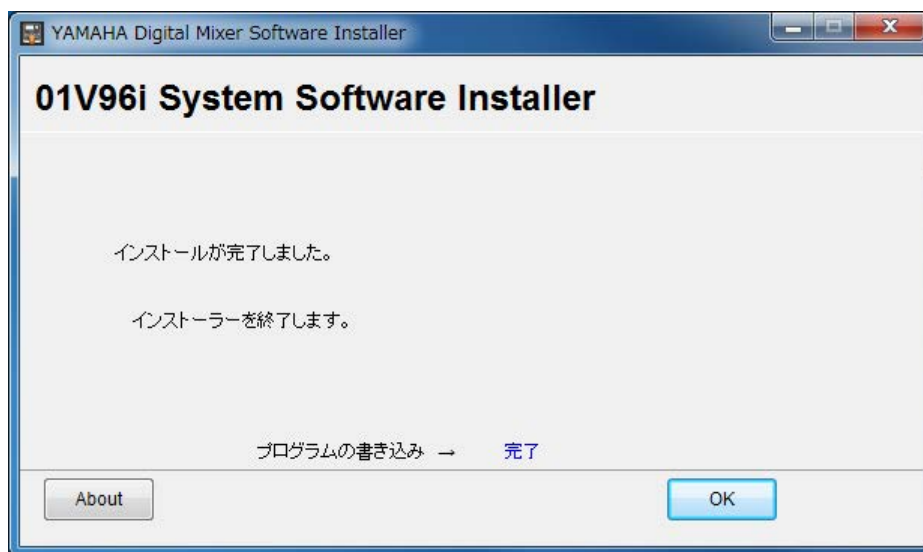 YAMAHA Digital Mixer Software Installer
01V96i System Software Installer
インストールが完了しました。
インストーラーを終了します。
プログラムの書き込み → 完了
About
OK